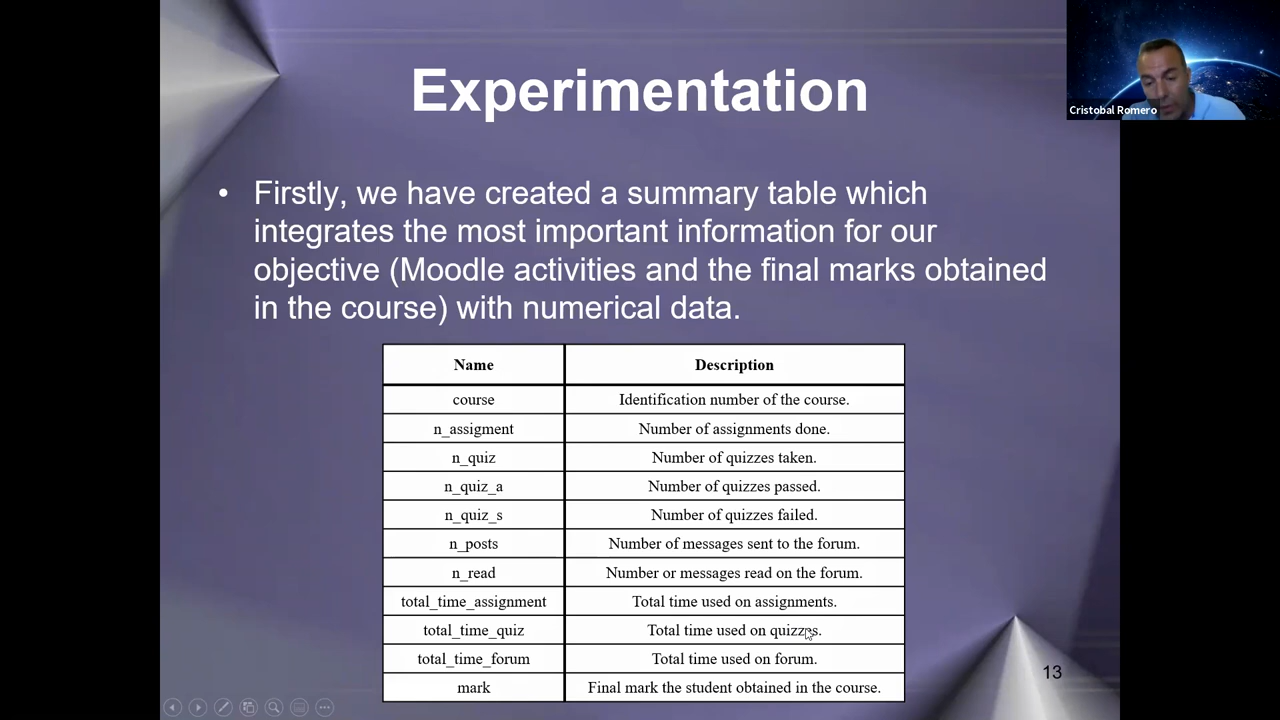 Experimentation
Cristobal Romero
• Firstly, we have created a summary table which
integrates the most important information for our
objective (Moodle activities and the final marks obtained
in the course) with numerical data.
Name Description
course Identification number of the course.
n_assigment Number of assignments done.
n_quiz Number of quizzes taken.
n_quiz_a Number of quizzes passed.
n_quiz_s Number of quizzes failed.
n_posts Number of messages sent to the forum.
n_read Number or messages read on the forum.
total_time_assignment Total time used on assignments.
total_time_quiz Total time used on quizzes.
total_time_forum Total time used on forum.
mark Final mark the student obtained in the course.
13